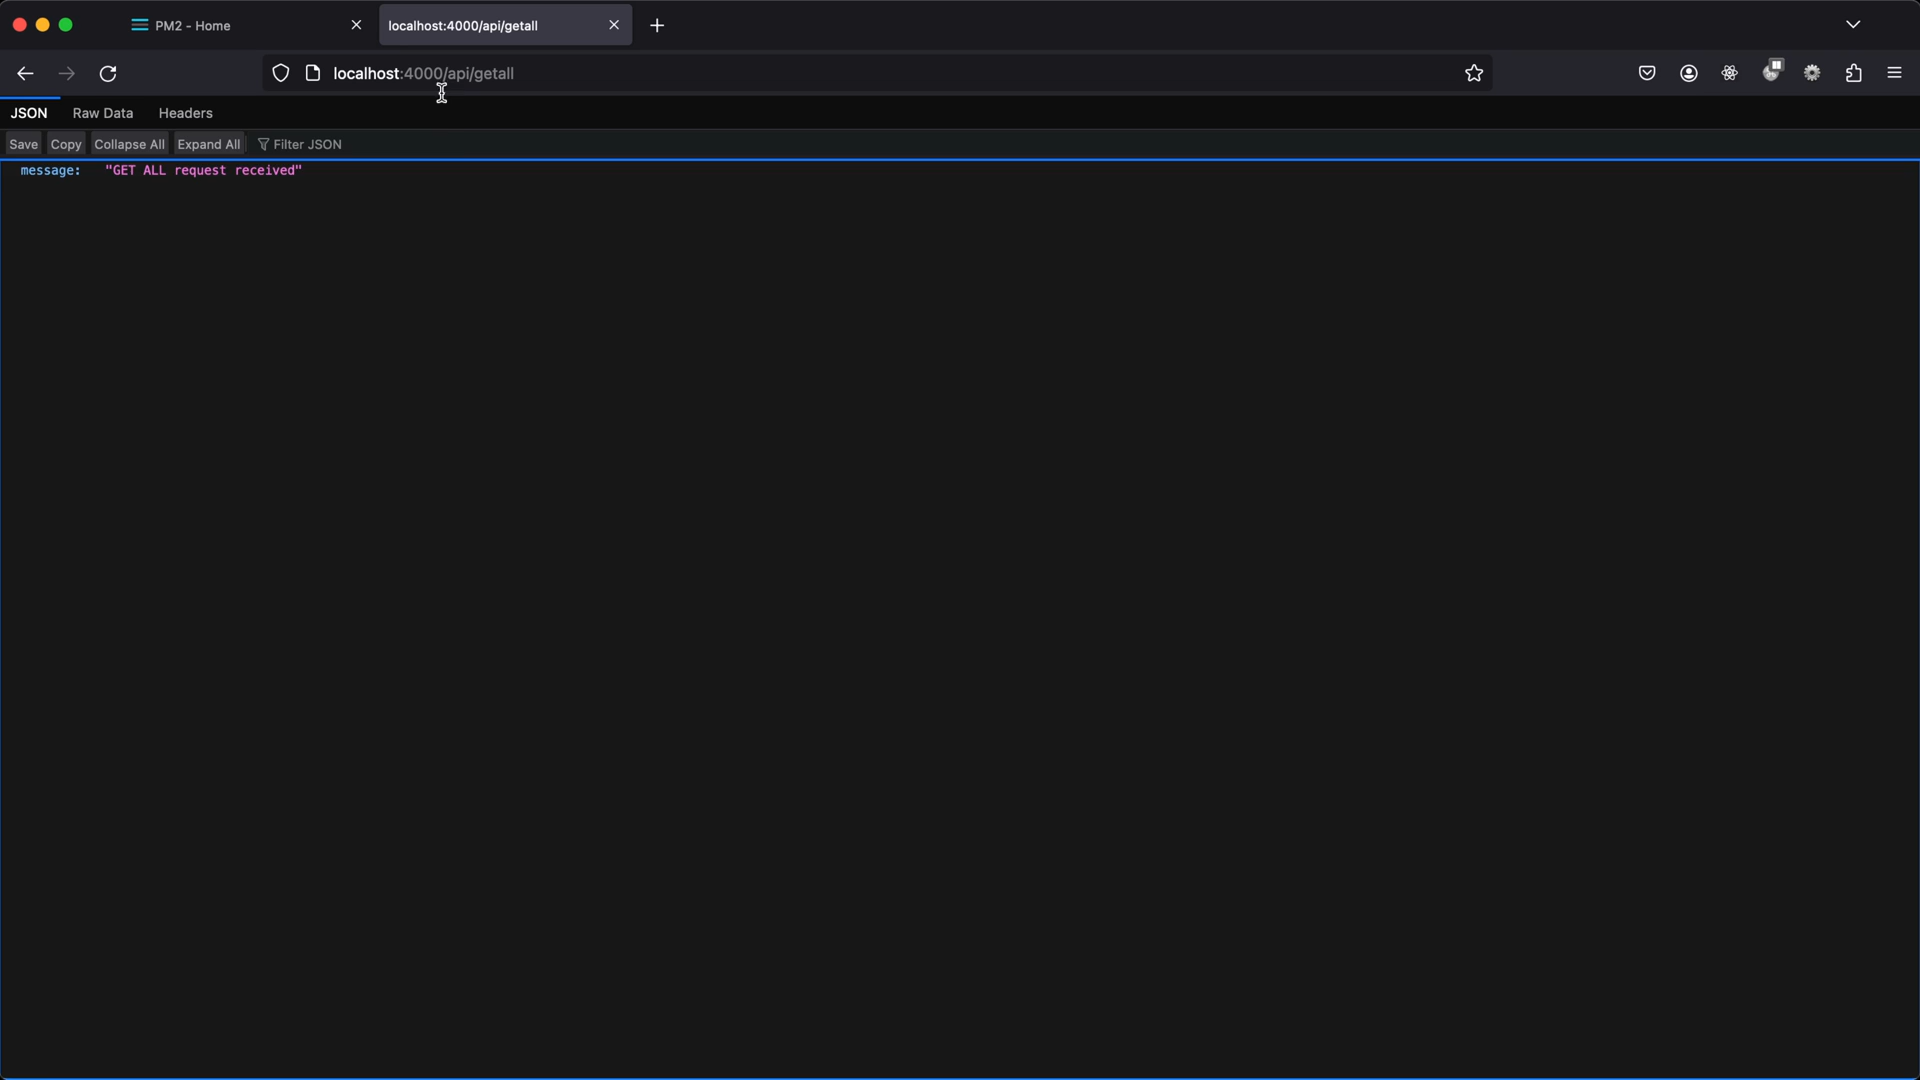 PM2 - Home
localhost:4000/api/getall
localhost:4000/api/getall
JSON Raw Data Headers
Save Copy Collapse All Expand All Filter JSON
message: "GET ALL request received"